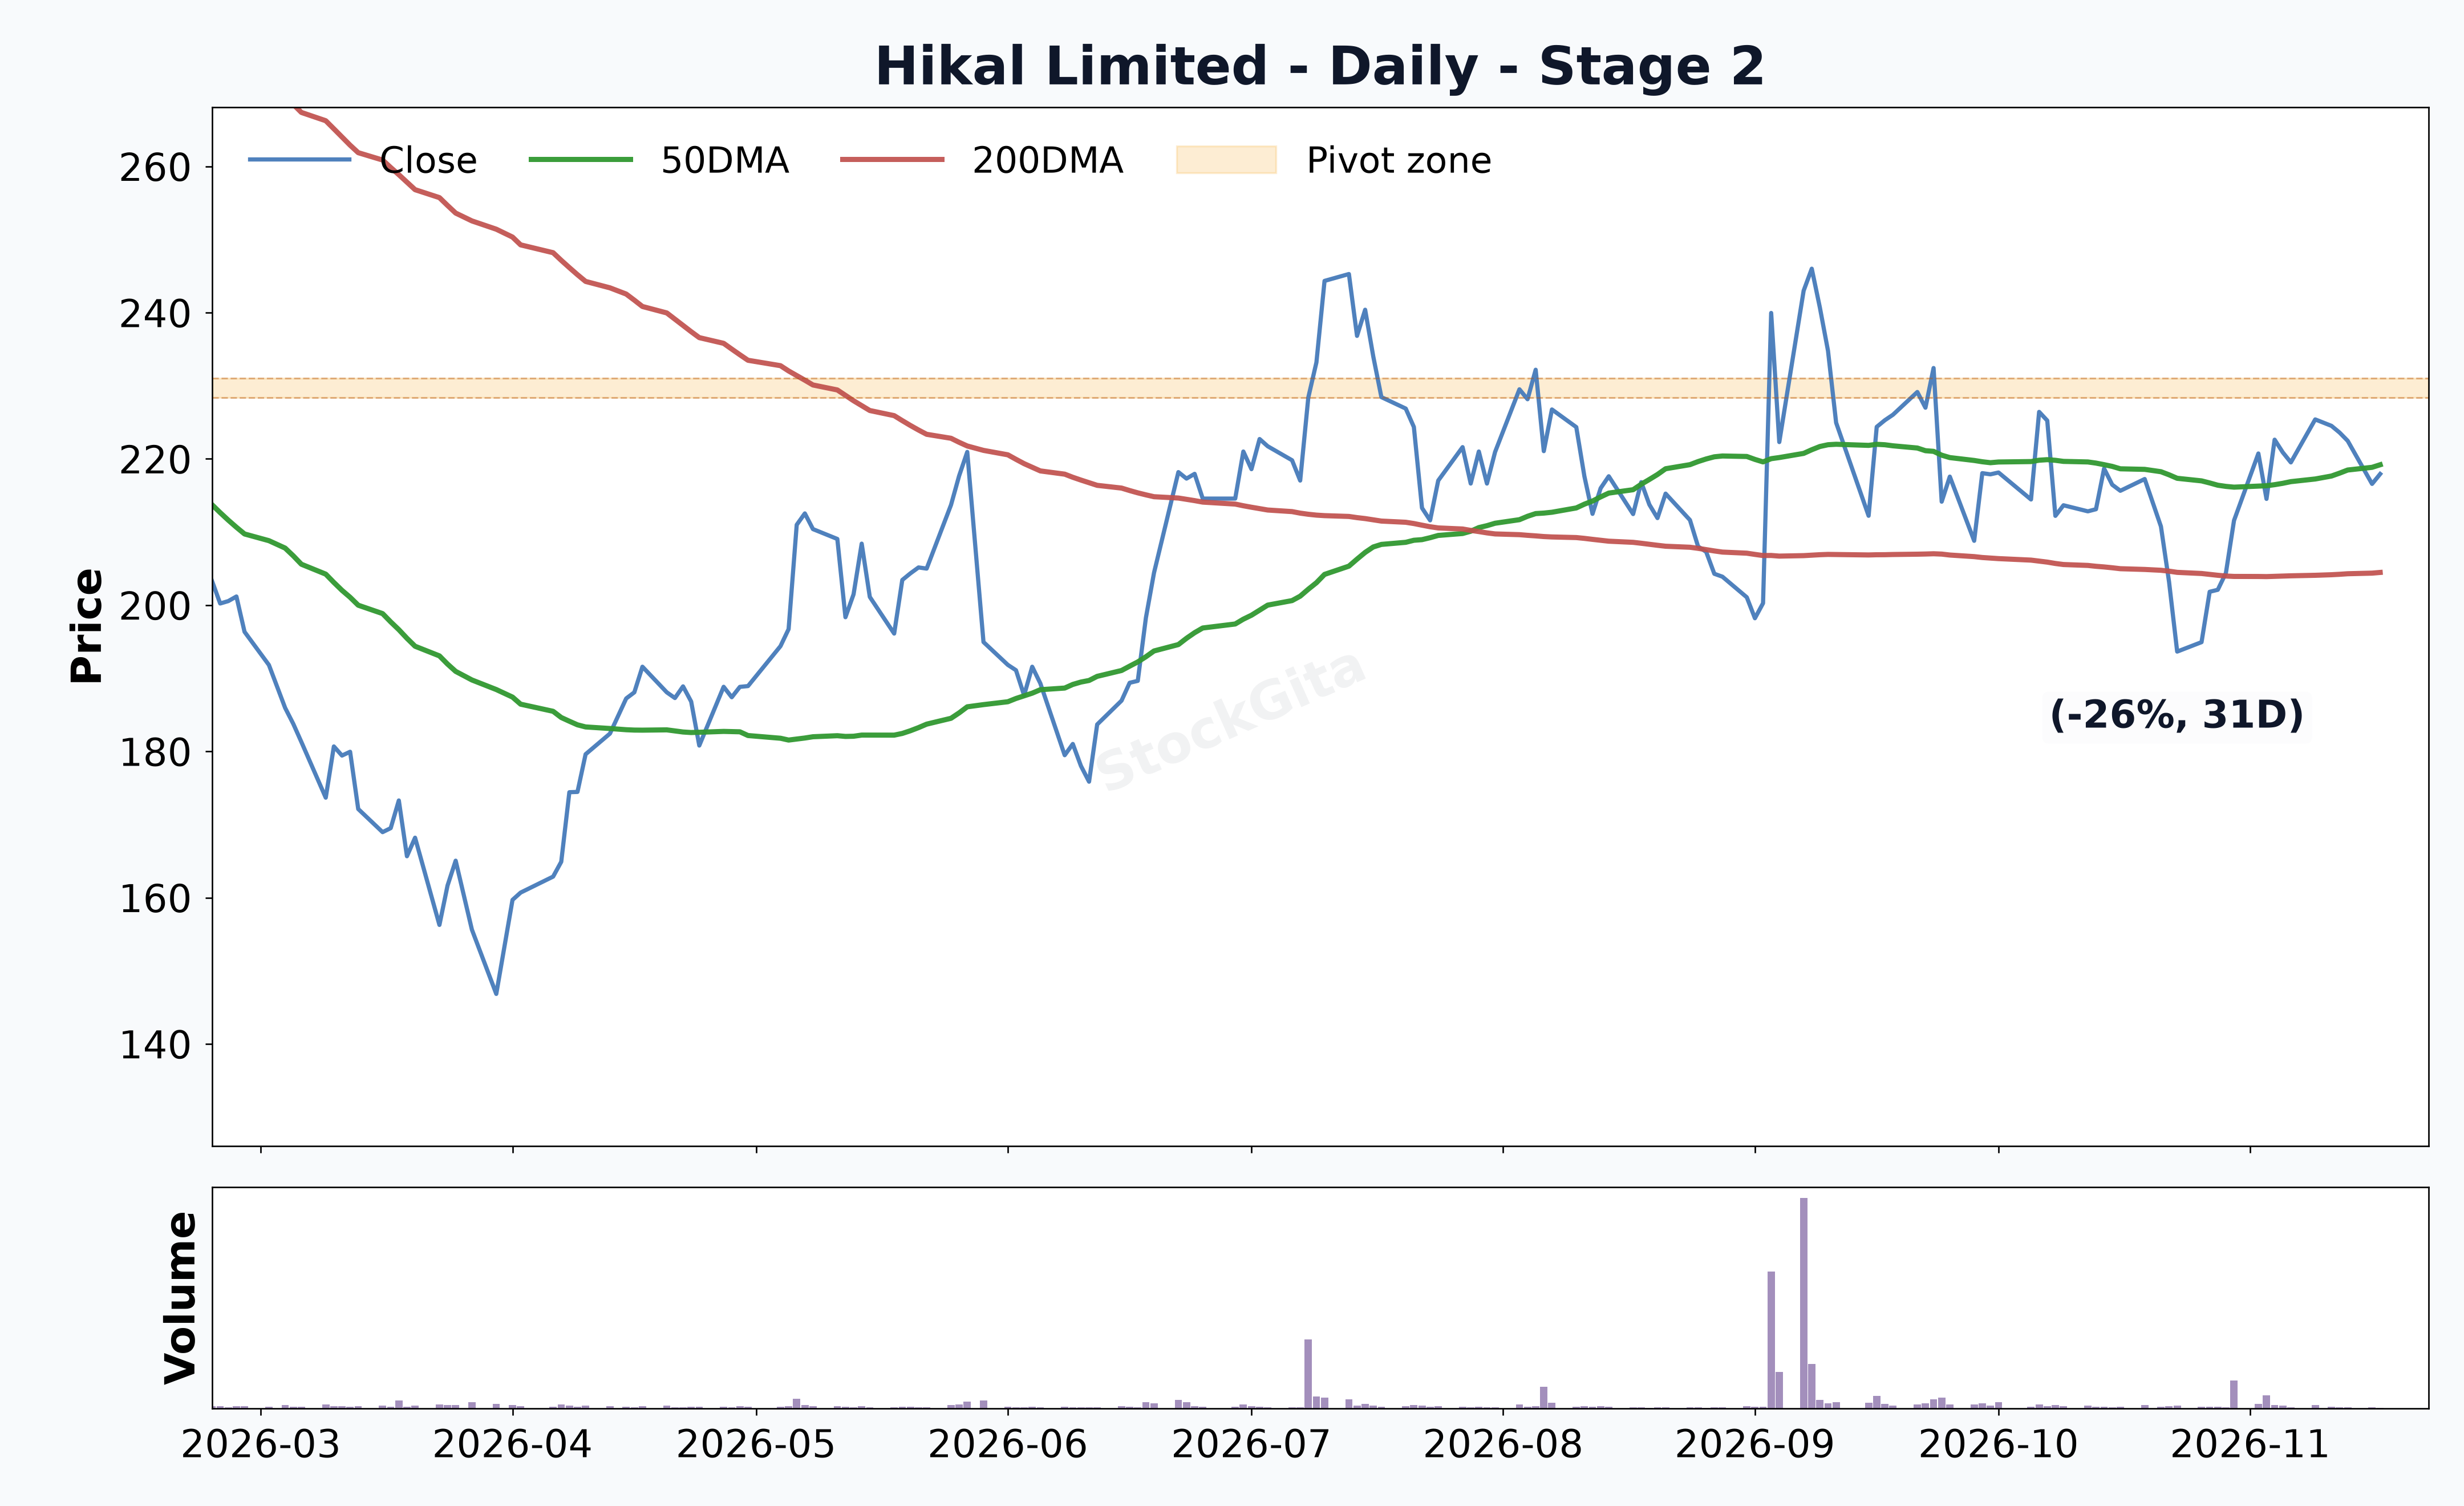 Hikal Limited - Daily - Stage 2
Close 50DMA 200DMA Pivot zone
260
240
220
200
180
160
140
Price
StockGita
(-26%, 31D)
Volume
2026-03 2026-04 2026-05 2026-06 2026-07 2026-08 2026-09 2026-10 2026-11